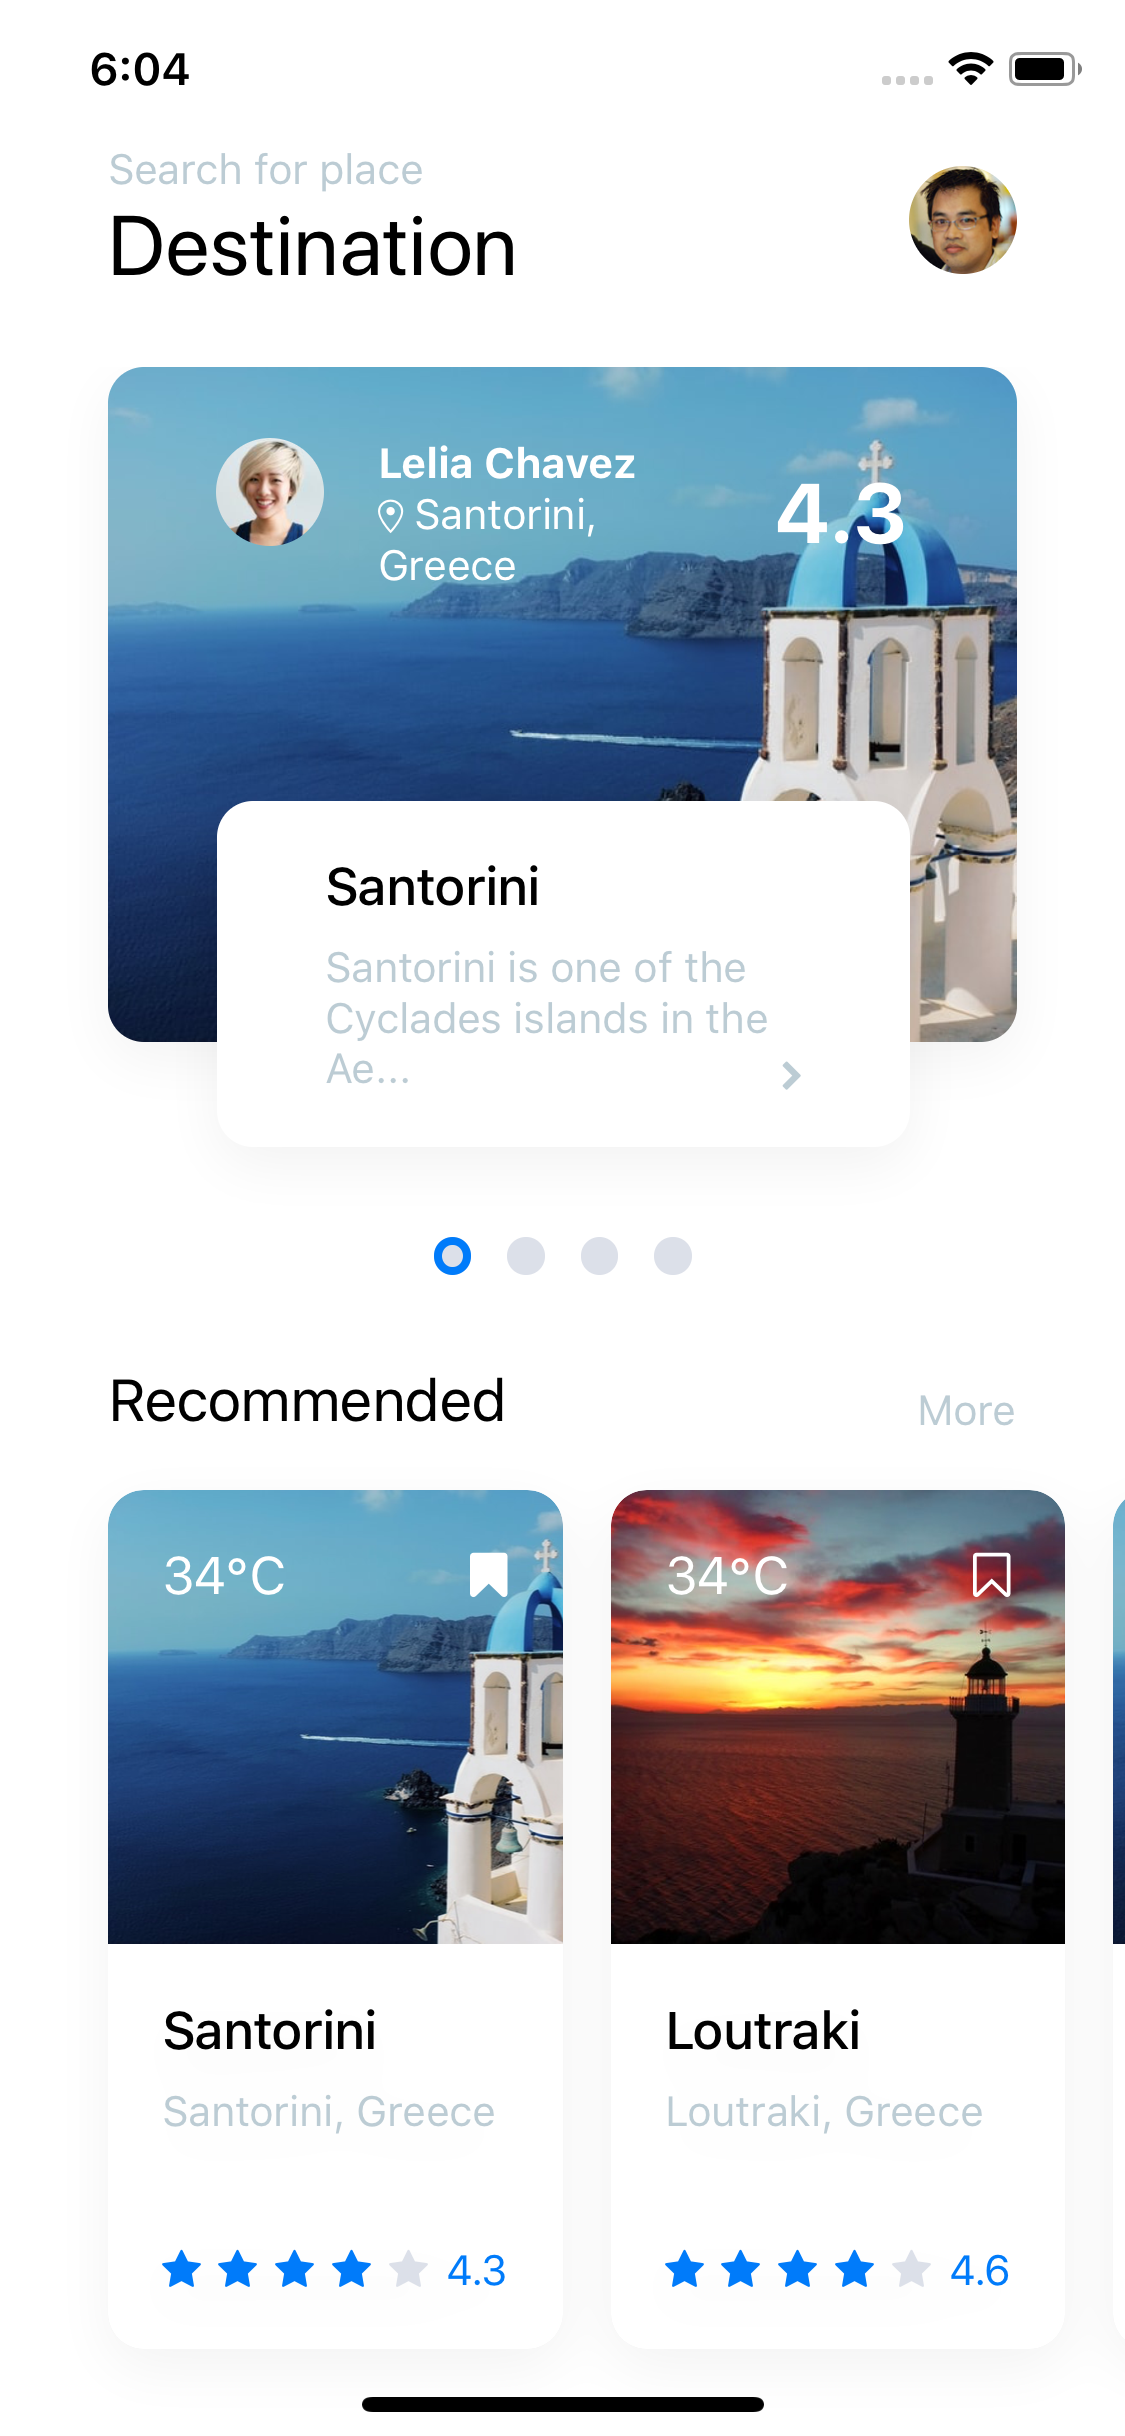 6:04
Search for place
Destination
Lelia Chavez
Santorini,
Greece
4.3
Santorini
Santorini is one of the
Cyclades islands in the
Ae...
Recommended
More
34°C
34°C
Santorini
Santorini, Greece
4.3
Loutraki
Loutraki, Greece
4.6